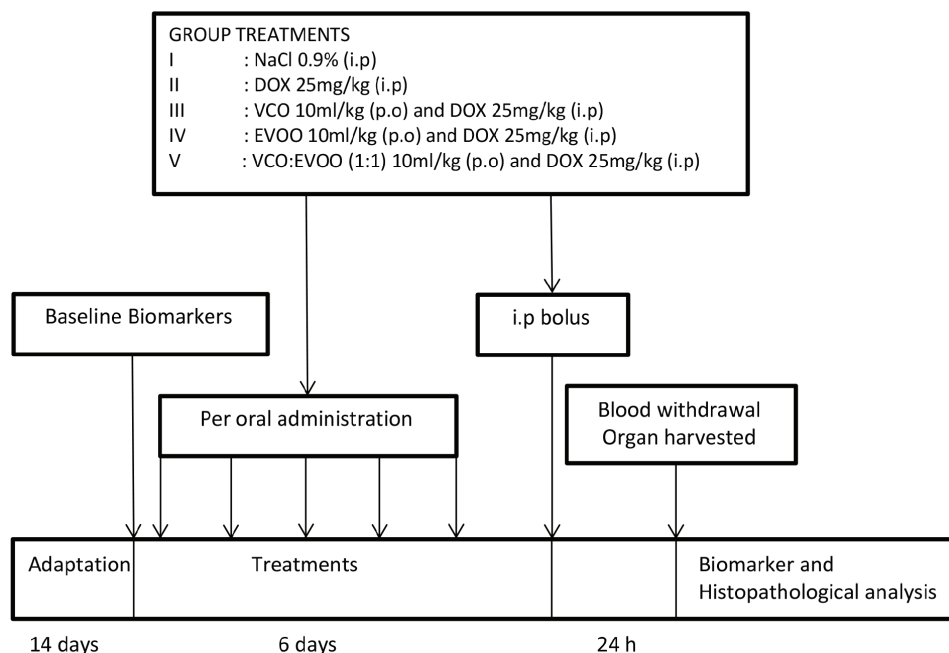 GROUP TREATMENTS
I : NaCl 0.9% (i.p)
II : DOX 25mg/kg (i.p)
III : VCO 10ml/kg (p.o) and DOX 25mg/kg (i.p)
IV : EVOO 10ml/kg (p.o) and DOX 25mg/kg (i.p)
V : VCO:EVOO (1:1) 10ml/kg (p.o) and DOX 25mg/kg (i.p)
Baseline Biomarkers
i.p bolus
Per oral administration
Blood withdrawal
Organ harvested
Adaptation
Treatments
Biomarker and
Histopathological analysis
14 days
6 days
24 h